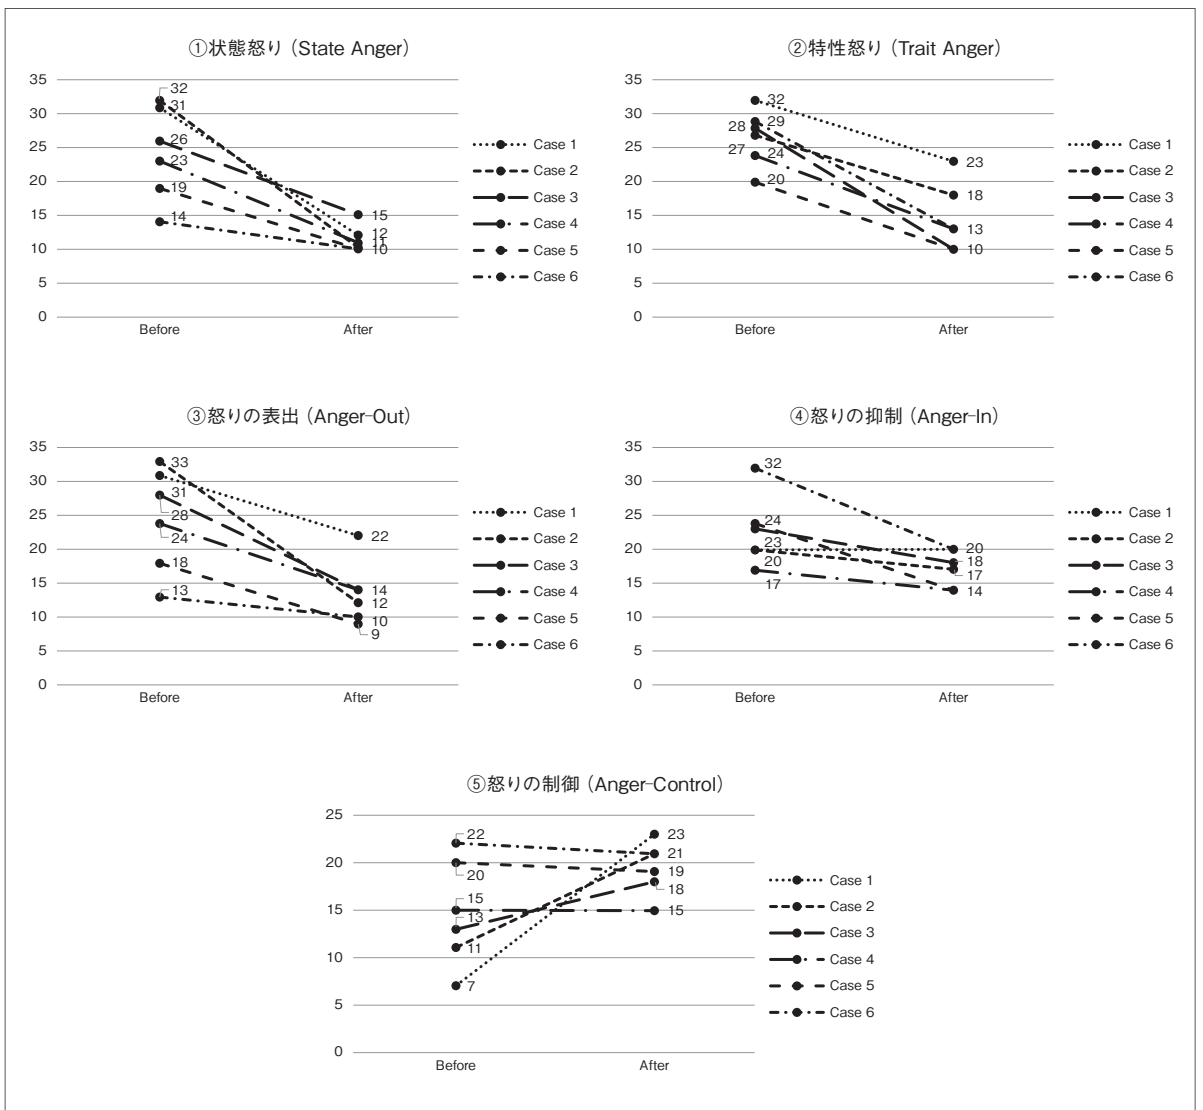 ①状態怒り（State Anger）
35
30
25
20
15
10
5
0
32
31
26
23
19
14
15
12
11
10
Before
After
Case 1
Case 2
Case 3
Case 4
Case 5
Case 6
②特性怒り（Trait Anger）
35
30
25
20
15
10
5
0
32
29
28
27
24
20
23
18
13
10
Before
After
Case 1
Case 2
Case 3
Case 4
Case 5
Case 6
③怒りの表出（Anger-Out）
35
30
25
20
15
10
5
0
33
31
28
24
18
13
22
14
12
10
9
Before
After
Case 1
Case 2
Case 3
Case 4
Case 5
Case 6
④怒りの抑制（Anger-In）
35
30
25
20
15
10
5
0
32
24
23
20
17
20
18
17
14
Before
After
Case 1
Case 2
Case 3
Case 4
Case 5
Case 6
⑤怒りの制御（Anger-Control）
25
20
15
10
5
0
22
20
15
13
11
7
23
21
19
18
15
Before
After
Case 1
Case 2
Case 3
Case 4
Case 5
Case 6